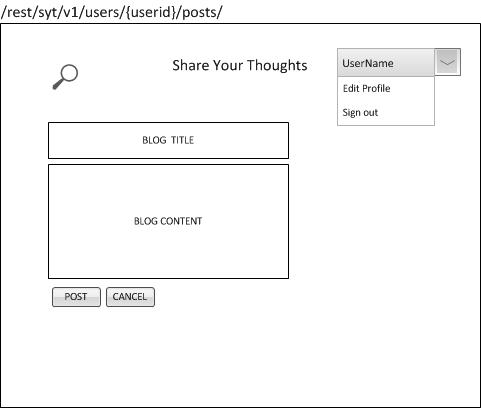 /rest/syt/v1/users/{userid}/posts/
Share Your Thoughts
UserName
Edit Profile
Sign out
BLOG TITLE
BLOG CONTENT
POST
CANCEL